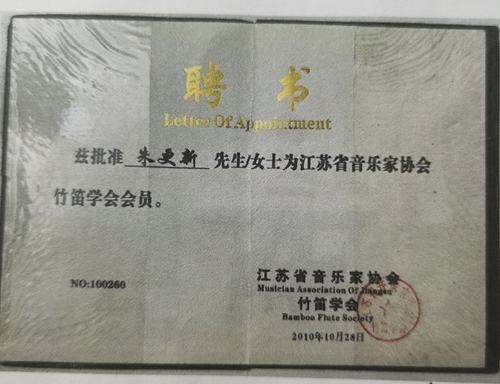 聘书
Letter Of Appointment
兹批准 朱更新 先生/女士为江苏省音乐家协会
竹笛学会会员。
NO:100260
江苏省音乐家协会
Musician Association Of Jiangsu
竹笛学会
Bamboo Flute Society
2010年10月28日